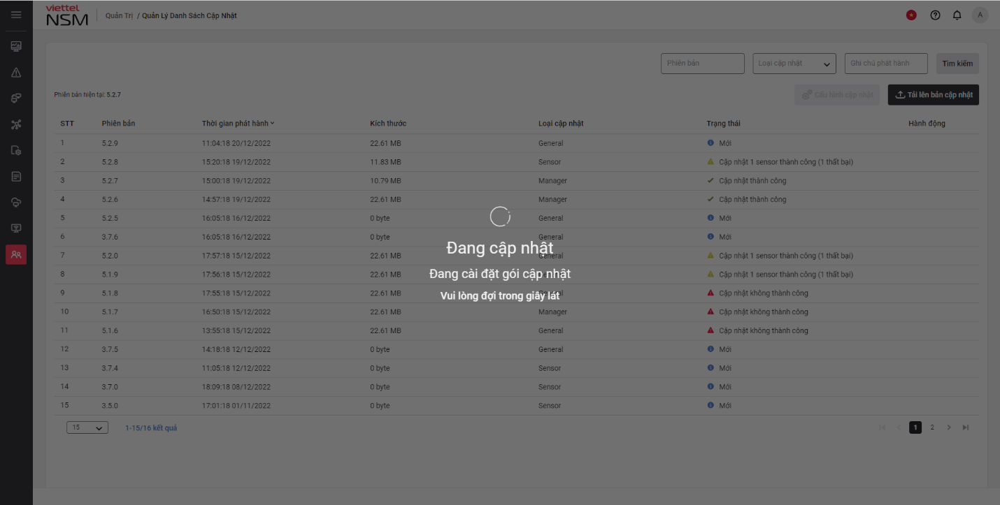 viettel
NSM
Quản Trị / Quản Lý Danh Sách Cập Nhật
A
Phiên bản
Loại cập nhật
Ghi chú phát hành
Tìm kiếm
Phiên bản hiện tại: 5.2.7
Cấu hình cập nhật
Tải lên bản cập nhật
STT Phiên bản Thời gian phát hành Kích thước Loại cập nhật Trạng thái Hành động
1 5.2.9 11:04:18 20/12/2022 22.61 MB General Mới
2 5.2.8 15:20:18 19/12/2022 11.83 MB Sensor Cập nhật 1 sensor thành công (1 thất bại)
3 5.2.7 15:00:18 19/12/2022 10.79 MB Manager Cập nhật thành công
4 5.2.6 14:57:18 19/12/2022 22.61 MB Manager Cập nhật thành công
5 5.2.5 16:05:18 16/12/2022 0 byte General Mới
6 3.7.6 16:05:18 16/12/2022 0 byte General Mới
Đang cập nhật
7 5.2.0 17:57:18 15/12/2022 22.61 MB General Cập nhật 1 sensor thành công (1 thất bại)
8 5.1.9 17:56:18 15/12/2022 22.61 MB Cập nhật 1 sensor thành công (1 thất bại)
Đang cài đặt gói cập nhật
9 5.1.8 17:55:18 15/12/2022 22.61 MB General Cập nhật không thành công
Vui lòng đợi trong giây lát
10 5.1.7 16:50:18 15/12/2022 22.61 MB Manager Cập nhật không thành công
11 5.1.6 13:55:18 15/12/2022 22.61 MB General Cập nhật không thành công
12 3.7.5 14:18:18 12/12/2022 0 byte General Mới
13 3.7.4 11:05:18 12/12/2022 0 byte Sensor Mới
14 3.7.0 18:09:18 08/12/2022 0 byte Sensor Mới
15 3.5.0 17:01:18 01/11/2022 0 byte Sensor Mới
15 1-15/16 kết quả 1 2